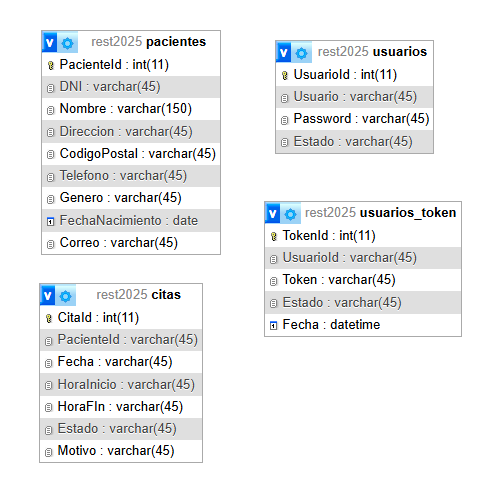 rest2025 pacientes
PacienteId : int(11)
DNI : varchar(45)
Nombre : varchar(150)
Direccion : varchar(45)
CodigoPostal : varchar(45)
Telefono : varchar(45)
Genero : varchar(45)
FechaNacimiento : date
Correo : varchar(45)
rest2025 usuarios
UsuarioId : int(11)
Usuario : varchar(45)
Password : varchar(45)
Estado : varchar(45)
rest2025 usuarios_token
TokenId : int(11)
UsuarioId : varchar(45)
Token : varchar(45)
Estado : varchar(45)
Fecha : datetime
rest2025 citas
CitaId : int(11)
PacienteId : varchar(45)
Fecha : varchar(45)
HoraInicio : varchar(45)
HoraFIn : varchar(45)
Estado : varchar(45)
Motivo : varchar(45)